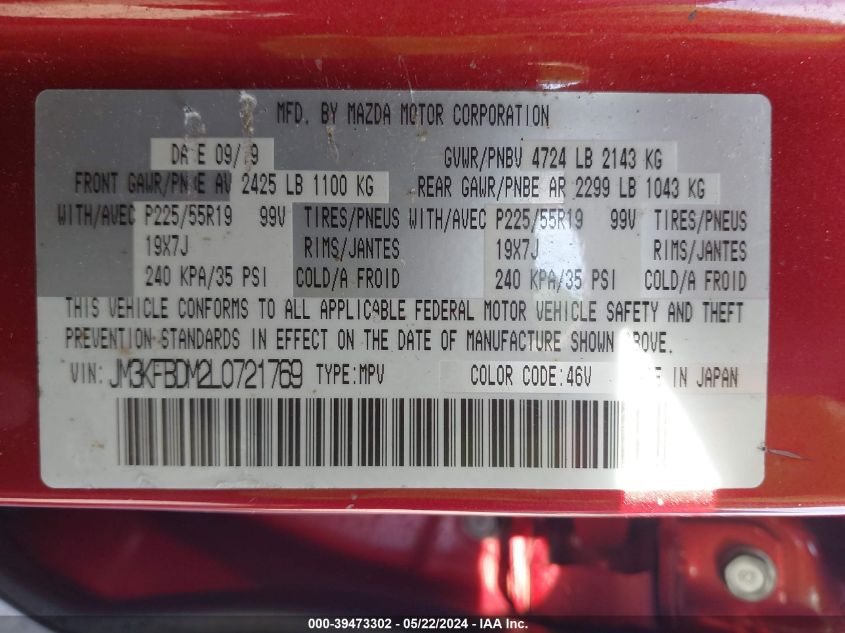 MFD. BY MAZDA MOTOR CORPORATION
DA E 09/ 9 GVWR/PNBV 4724 LB 2143 KG
FRONT GAWR/PN E AV 2425 LB 1100 KG REAR GAWR/PNBE AR 2299 LB 1043 KG
WITH/AVEC P225/55R19 99V TIRES/PNEUS WITH/AVEC P225/55R19 99V TIRES/PNEUS
19X7J RIMS/JANTES 19X7J RIMS/JANTES
240 KPA/35 PSI COLD/A FROID 240 KPA/35 PSI COLD/A FROID
THIS VEHICLE CONFORMS TO ALL APPLICABLE FEDERAL MOTOR VEHICLE SAFETY AND THEFT
PREVENTION STANDARDS IN EFFECT ON THE DATE OF MANUFACTURE SHOWN BOVE.
VIN: JM3KFBDM2L0721769 TYPE:MPV COLOR CODE:46V E IN JAPAN
000-39473302 - 05/22/2024 - IAA Inc.